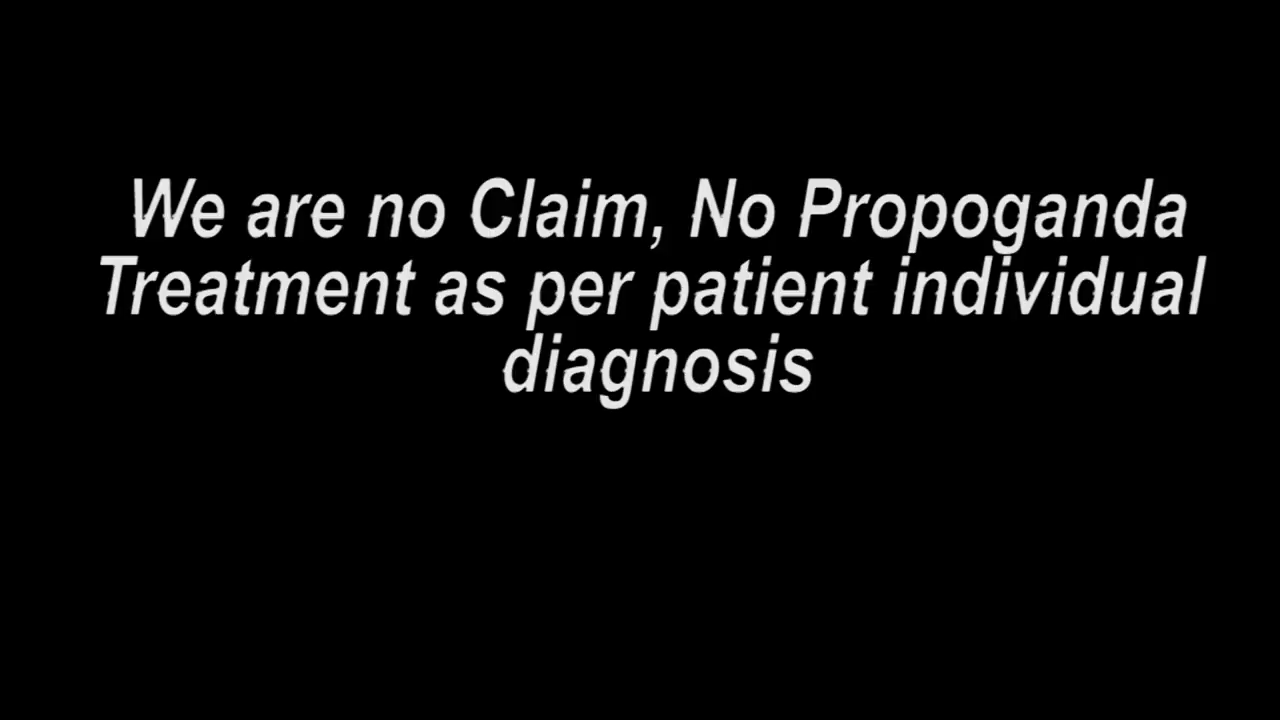 We are no Claim, No Propoganda
Treatment as per patient individual
diagnosis